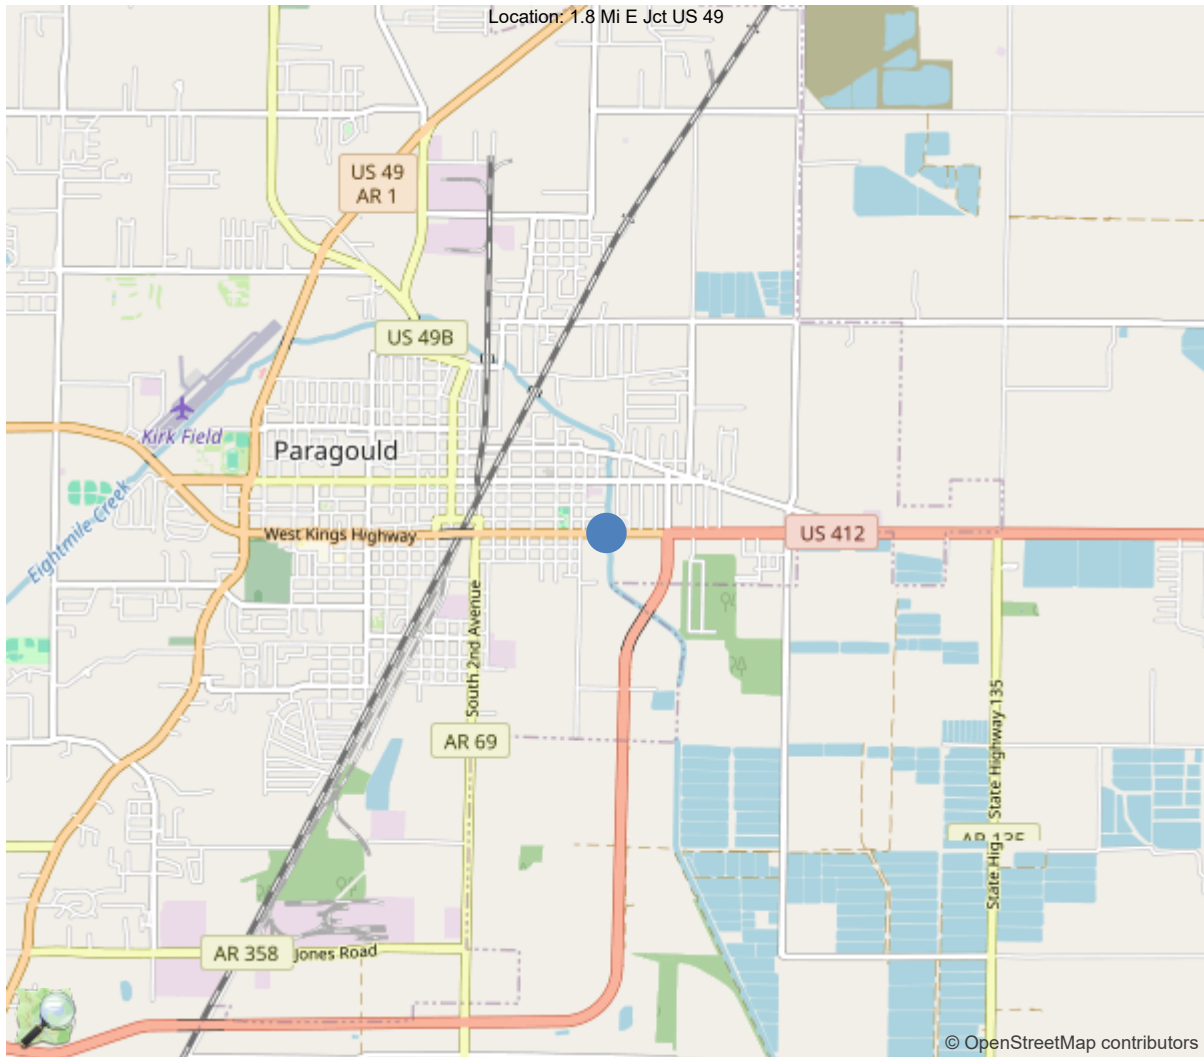 Location: 1.8 Mi E Jct US 49
US 49
AR 1
US 49B
Kirk Field
Paragould
Eightmile Creek
West Kings Highway
US 412
South 2nd Avenue
State Highway 135
AR 69
AR 135
State Hig
AR 358
Jones Road
© OpenStreetMap contributors